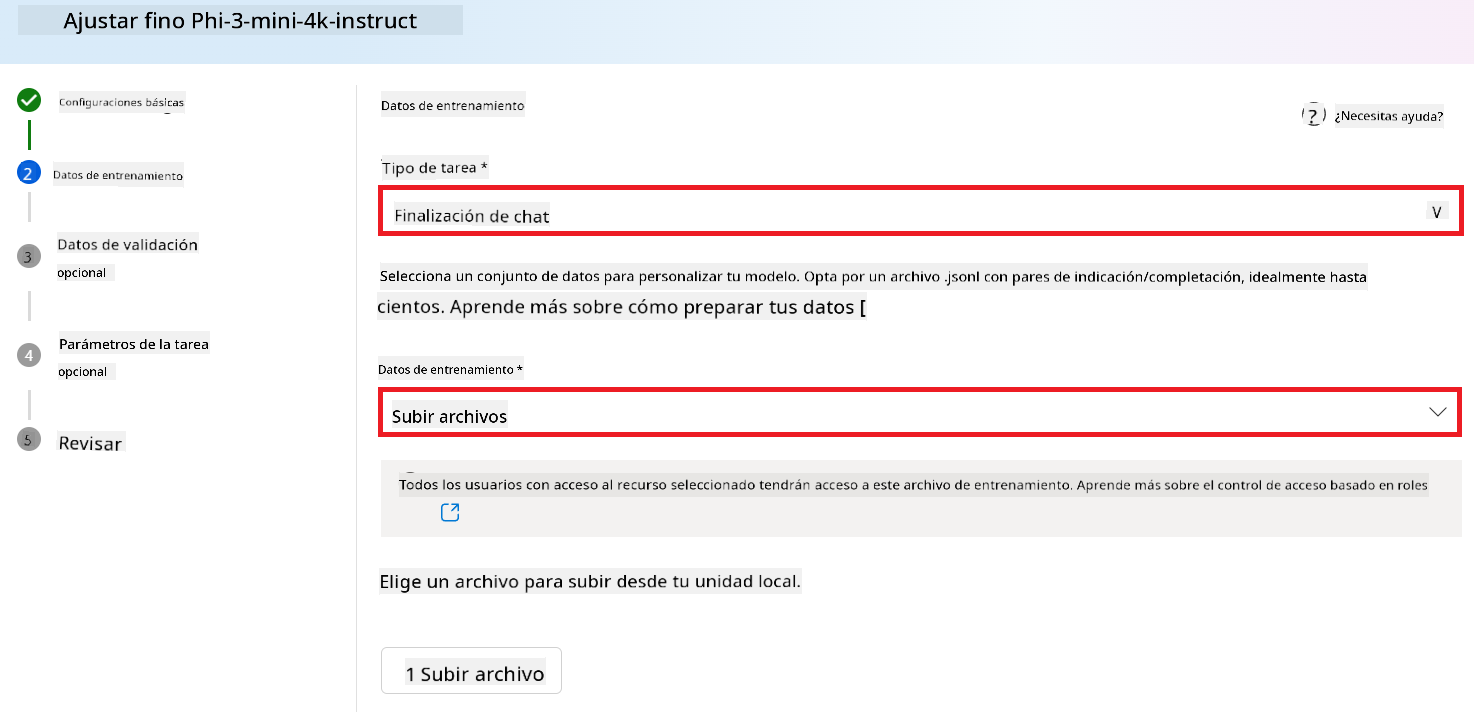 Ajustar fino Phi-3-mini-4k-instruct
Configuraciones básicas
2
Datos de entrenamiento
3
Datos de validación
opcional
4
Parámetros de la tarea
opcional
5
Revisar
Datos de entrenamiento
? ¿Necesitas ayuda?
Tipo de tarea *
Finalización de chat V
Selecciona un conjunto de datos para personalizar tu modelo. Opta por un archivo .jsonl con pares de indicación/completación, idealmente hasta
cientos. Aprende más sobre cómo preparar tus datos [
Datos de entrenamiento *
Subir archivos
Todos los usuarios con acceso al recurso seleccionado tendrán acceso a este archivo de entrenamiento. Aprende más sobre el control de acceso basado en roles
Elige un archivo para subir desde tu unidad local.
1 Subir archivo